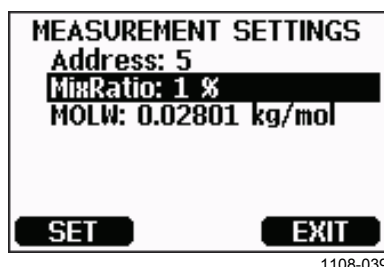 MEASUREMENT SETTINGS
Address: 5
MixRatio: 1 %
MOLW: 0.02801 kg/mol
SET EXIT
1108-039